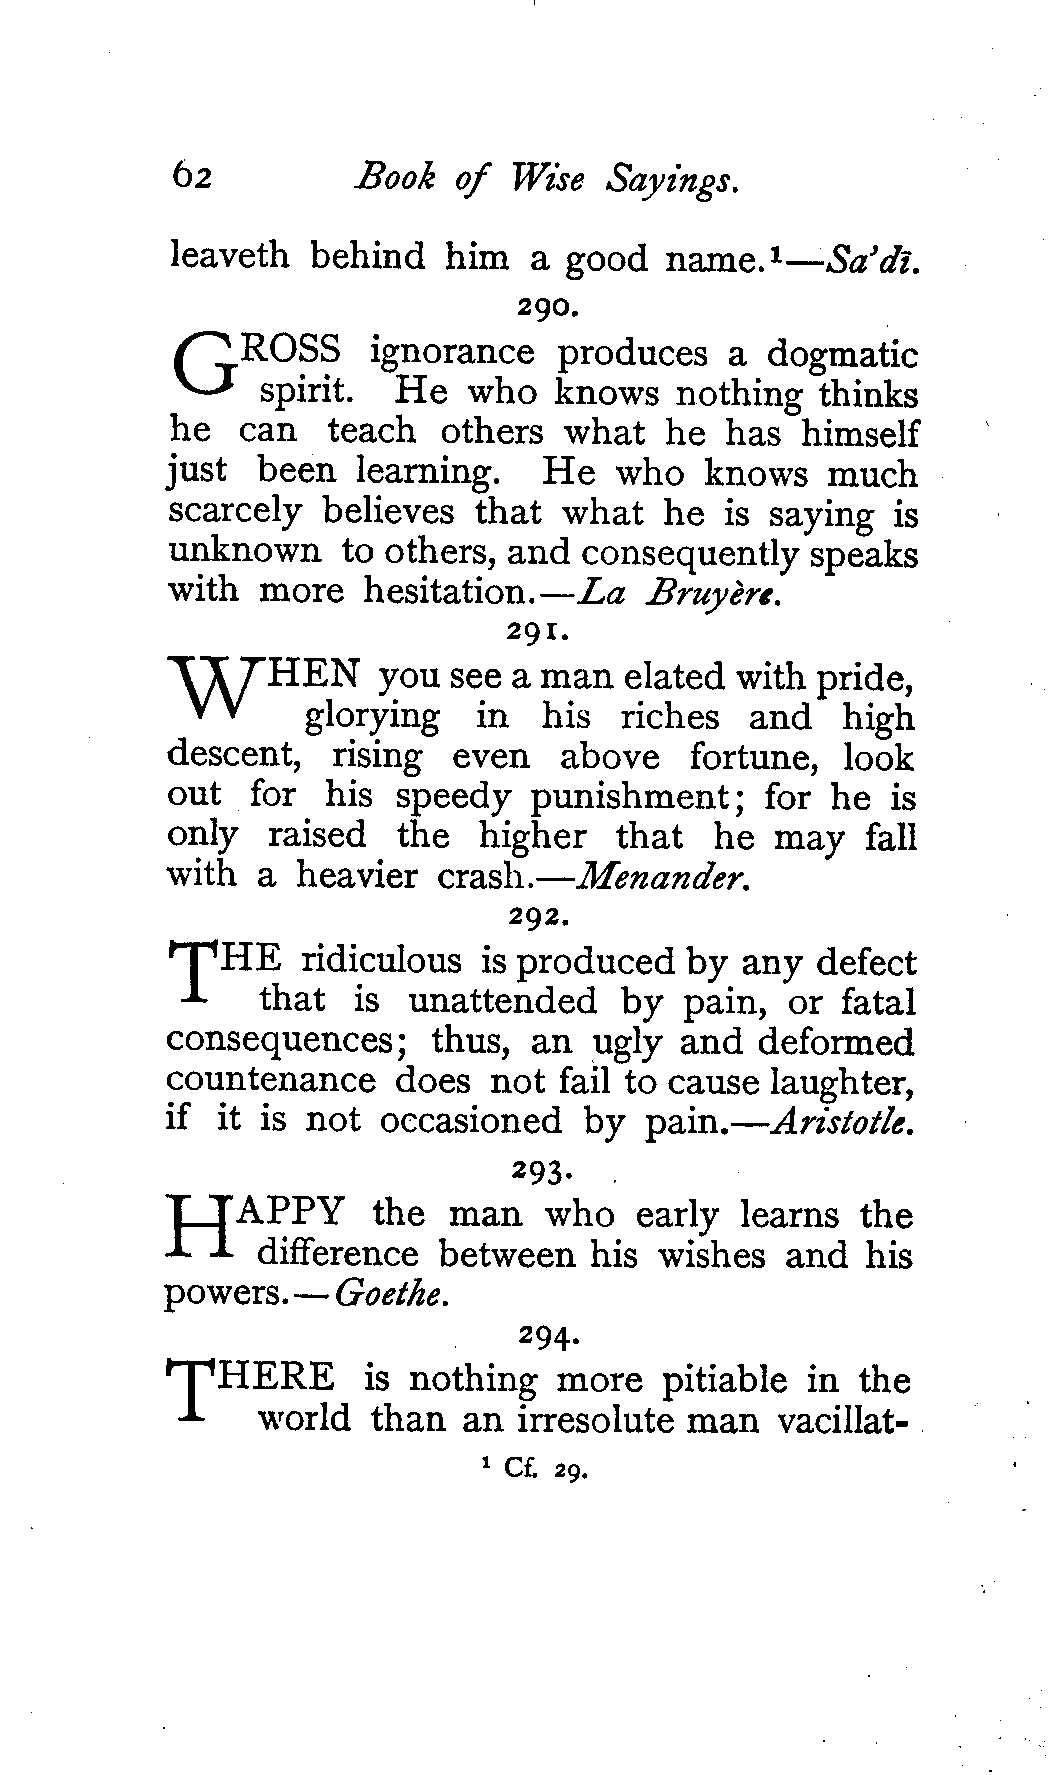 62 Book of Wise Sayings.
leaveth behind him a good name.¹—Sa’dī.
290.
GROSS ignorance produces a dogmatic
spirit. He who knows nothing thinks
he can teach others what he has himself
just been learning. He who knows much
scarcely believes that what he is saying is
unknown to others, and consequently speaks
with more hesitation.—La Bruyère.
291.
WHEN you see a man elated with pride,
glorying in his riches and high
descent, rising even above fortune, look
out for his speedy punishment; for he is
only raised the higher that he may fall
with a heavier crash.—Menander.
292.
THE ridiculous is produced by any defect
that is unattended by pain, or fatal
consequences; thus, an ugly and deformed
countenance does not fail to cause laughter,
if it is not occasioned by pain.—Aristotle.
293.
HAPPY the man who early learns the
difference between his wishes and his
powers.—Goethe.
294.
THERE is nothing more pitiable in the
world than an irresolute man vacillat-
¹ Cf. 29.